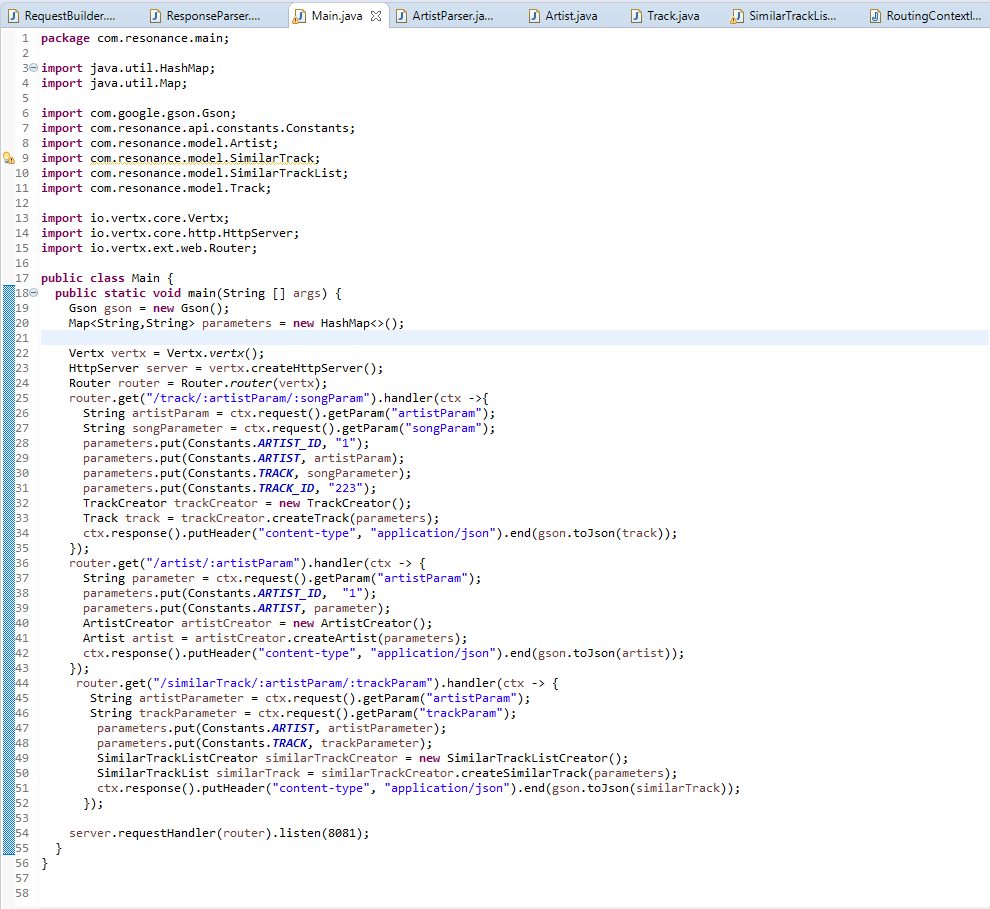 RequestBuilder.... ResponseParser.... Main.java ArtistParser.ja... Artist.java Track.java SimilarTrackLis... RoutingContextI...
1 package com.resonance.main;
2
3 import java.util.HashMap;
4 import java.util.Map;
5
6 import com.google.gson.Gson;
7 import com.resonance.api.constants.Constants;
8 import com.resonance.model.Artist;
9 import com.resonance.model.SimilarTrack;
10 import com.resonance.model.SimilarTrackList;
11 import com.resonance.model.Track;
12
13 import io.vertx.core.Vertx;
14 import io.vertx.core.http.HttpServer;
15 import io.vertx.ext.web.Router;
16
17 public class Main {
18   public static void main(String [] args) {
19     Gson gson = new Gson();
20     Map<String,String> parameters = new HashMap<>();
21
22     Vertx vertx = Vertx.vertx();
23     HttpServer server = vertx.createHttpServer();
24     Router router = Router.router(vertx);
25     router.get("/track/:artistParam/:songParam").handler(ctx ->{
26       String artistParam = ctx.request().getParam("artistParam");
27       String songParameter = ctx.request().getParam("songParam");
28       parameters.put(Constants.ARTIST_ID, "1");
29       parameters.put(Constants.ARTIST, artistParam);
30       parameters.put(Constants.TRACK, songParameter);
31       parameters.put(Constants.TRACK_ID, "223");
32       TrackCreator trackCreator = new TrackCreator();
33       Track track = trackCreator.createTrack(parameters);
34       ctx.response().putHeader("content-type", "application/json").end(gson.toJson(track));
35     });
36     router.get("/artist/:artistParam").handler(ctx -> {
37       String parameter = ctx.request().getParam("artistParam");
38       parameters.put(Constants.ARTIST_ID,  "1");
39       parameters.put(Constants.ARTIST, parameter);
40       ArtistCreator artistCreator = new ArtistCreator();
41       Artist artist = artistCreator.createArtist(parameters);
42       ctx.response().putHeader("content-type", "application/json").end(gson.toJson(artist));
43     });
44      router.get("/similarTrack/:artistParam/:trackParam").handler(ctx -> {
45        String artistParameter = ctx.request().getParam("artistParam");
46        String trackParameter = ctx.request().getParam("trackParam");
47         parameters.put(Constants.ARTIST, artistParameter);
48         parameters.put(Constants.TRACK, trackParameter);
49         SimilarTrackListCreator similarTrackCreator = new SimilarTrackListCreator();
50         SimilarTrackList similarTrack = similarTrackCreator.createSimilarTrack(parameters);
51         ctx.response().putHeader("content-type", "application/json").end(gson.toJson(similarTrack));
52       });
53
54     server.requestHandler(router).listen(8081);
55   }
56 }
57
58